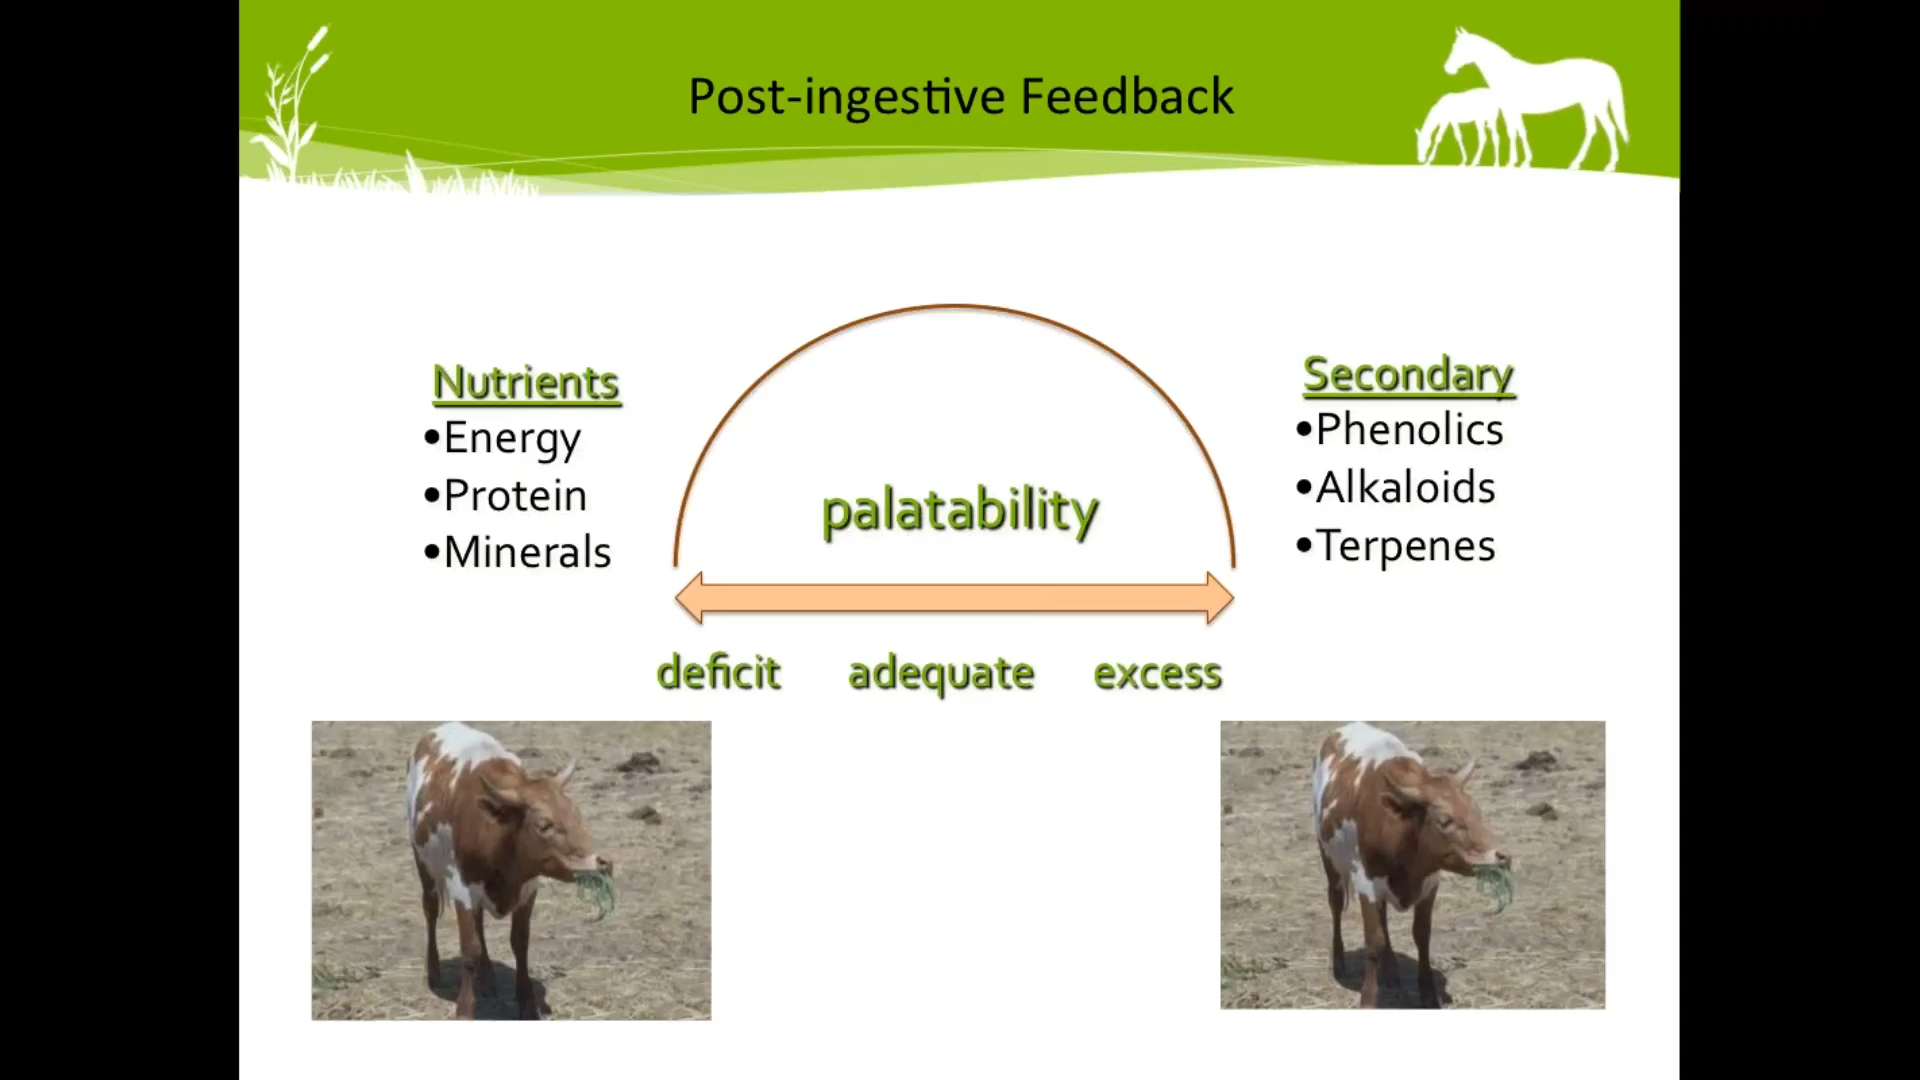 Post-ingestive Feedback
Nutrients
•Energy
•Protein
•Minerals
palatability
Secondary
•Phenolics
•Alkaloids
•Terpenes
deficit adequate excess